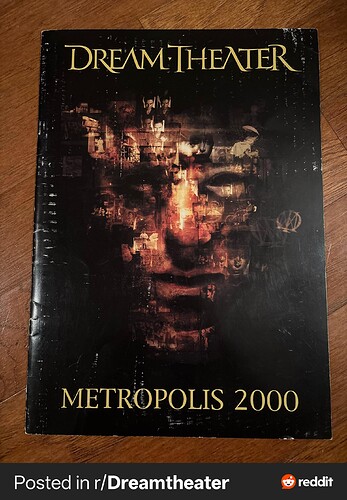 DREAM THEATER
METROPOLIS 2000
Posted in r/Dreamtheater
reddit